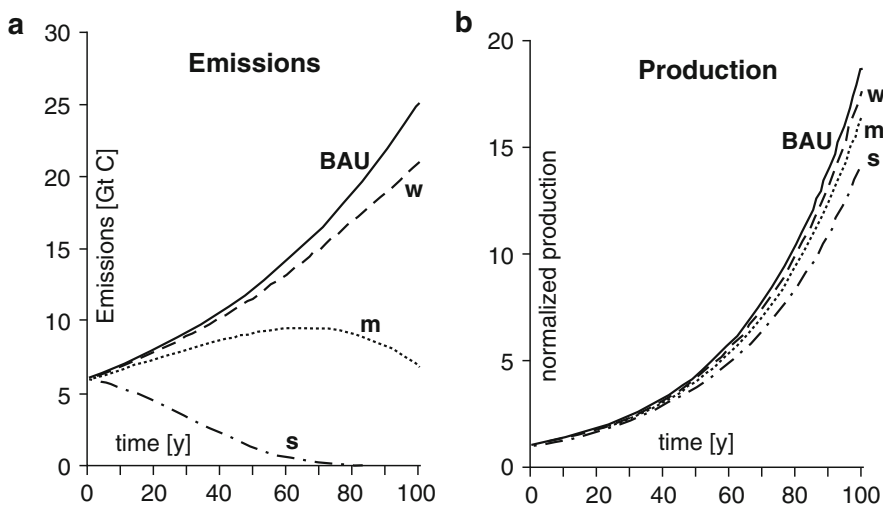 a
Emissions
Emissions [Gt C]
30
25
20
15
10
5
0
BAU
w
m
s
time [y]
0 20 40 60 80 100
b
Production
normalized production
20
15
10
5
0
BAU
w
m
s
time [y]
0 20 40 60 80 100